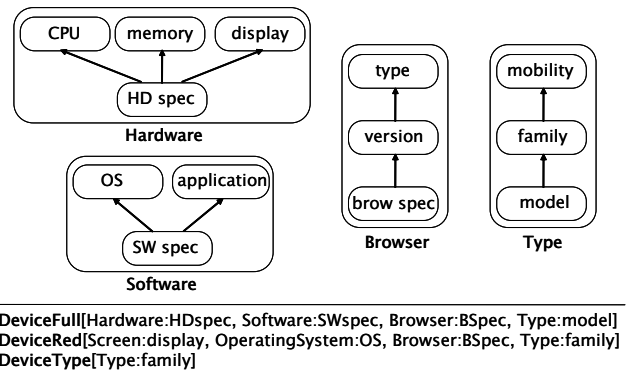 CPU
memory
display
HD spec
Hardware
OS
application
SW spec
Software
type
version
brow spec
Browser
mobility
family
model
Type
DeviceFull[Hardware:HDspec, Software:SWspec, Browser:BSpec, Type:model]
DeviceRed[Screen:display, OperatingSystem:OS, Browser:BSpec, Type:family]
DeviceType[Type:family]